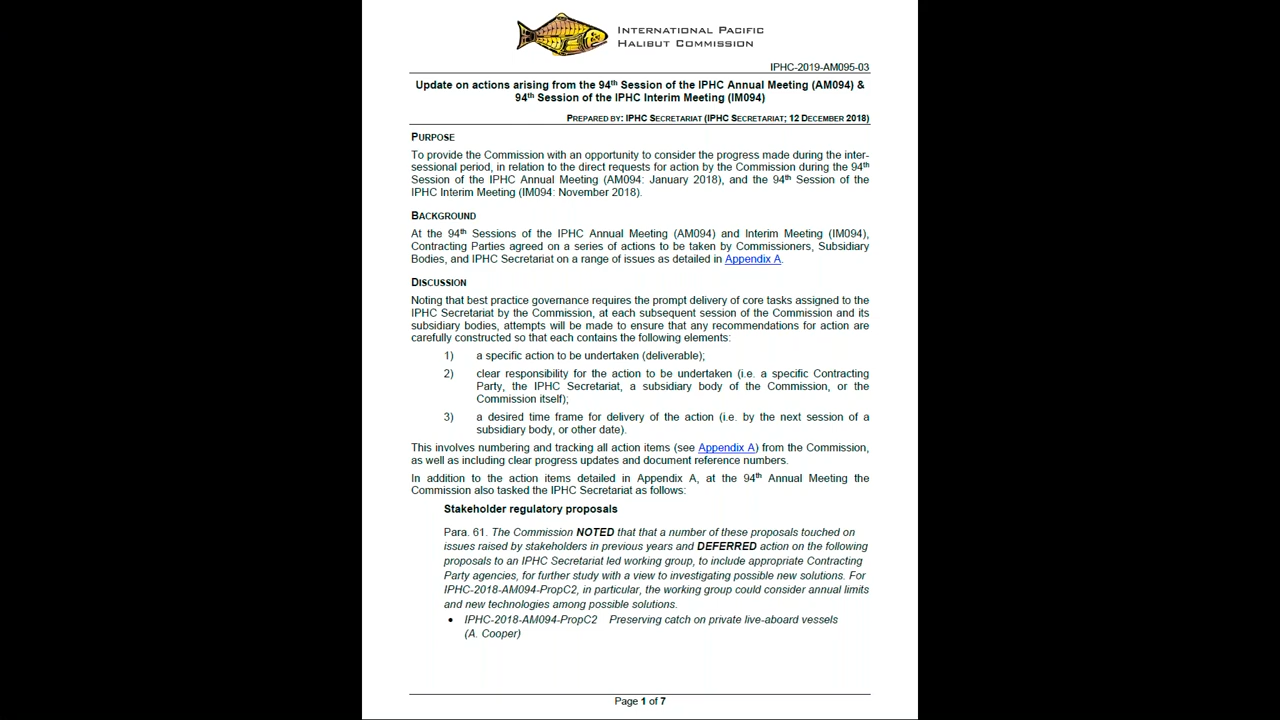 INTERNATIONAL PACIFIC
HALIBUT COMMISSION
IPHC-2019-AM095-03
Update on actions arising from the 94th Session of the IPHC Annual Meeting (AM094) &
94th Session of the IPHC Interim Meeting (IM094)
PREPARED BY: IPHC SECRETARIAT (IPHC SECRETARIAT; 12 DECEMBER 2018)
PURPOSE
To provide the Commission with an opportunity to consider the progress made during the inter-
sessional period, in relation to the direct requests for action by the Commission during the 94th
Session of the IPHC Annual Meeting (AM094: January 2018), and the 94th Session of the
IPHC Interim Meeting (IM094: November 2018).
BACKGROUND
At the 94th Sessions of the IPHC Annual Meeting (AM094) and Interim Meeting (IM094),
Contracting Parties agreed on a series of actions to be taken by Commissioners, Subsidiary
Bodies, and IPHC Secretariat on a range of issues as detailed in Appendix A.
DISCUSSION
Noting that best practice governance requires the prompt delivery of core tasks assigned to the
IPHC Secretariat by the Commission, at each subsequent session of the Commission and its
subsidiary bodies, attempts will be made to ensure that any recommendations for action are
carefully constructed so that each contains the following elements:
1) a specific action to be undertaken (deliverable);
2) clear responsibility for the action to be undertaken (i.e. a specific Contracting
Party, the IPHC Secretariat, a subsidiary body of the Commission, or the
Commission itself);
3) a desired time frame for delivery of the action (i.e. by the next session of a
subsidiary body, or other date).
This involves numbering and tracking all action items (see Appendix A) from the Commission,
as well as including clear progress updates and document reference numbers.
In addition to the action items detailed in Appendix A, at the 94th Annual Meeting the
Commission also tasked the IPHC Secretariat as follows:
Stakeholder regulatory proposals
Para. 61. The Commission NOTED that that a number of these proposals touched on
issues raised by stakeholders in previous years and DEFERRED action on the following
proposals to an IPHC Secretariat led working group, to include appropriate Contracting
Party agencies, for further study with a view to investigating possible new solutions. For
IPHC-2018-AM094-PropC2, in particular, the working group could consider annual limits
and new technologies among possible solutions.
• IPHC-2018-AM094-PropC2 Preserving catch on private live-aboard vessels
(A. Cooper)
Page 1 of 7